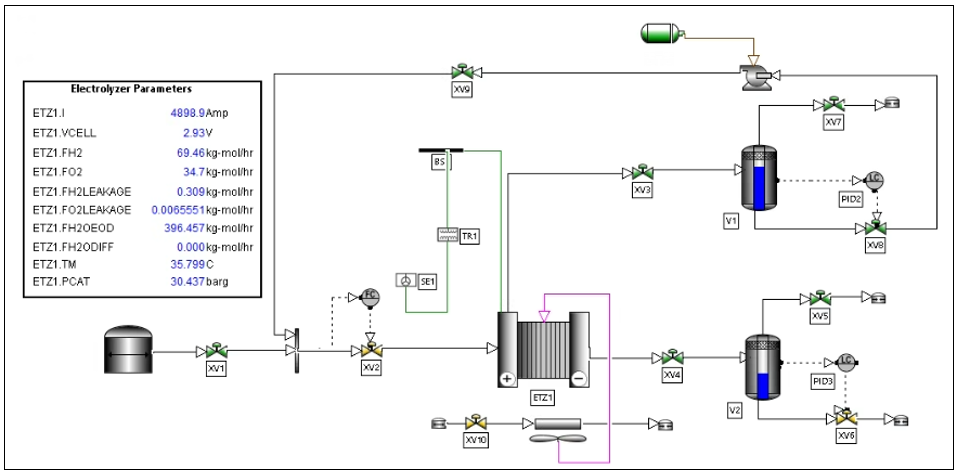 Electrolyzer Parameters
ETZ1.I 4898.9 Amp
ETZ1.VCELL 2.93 V
ETZ1.FH2 69.46 kg-mol/hr
ETZ1.FO2 34.7 kg-mol/hr
ETZ1.FH2LEAKAGE 0.309 kg-mol/hr
ETZ1.FO2LEAKAGE 0.0065551 kg-mol/hr
ETZ1.FH2OEOD 396.457 kg-mol/hr
ETZ1.FH2ODIFF 0.000 kg-mol/hr
ETZ1.TM 35.799 C
ETZ1.PCAT 30.437 barg
XV9
XV7
BS
XV3
LC
PID2
V1
TR1
XV8
SE1
FC
XV5
XV1
XV2
XV4
LC
PID3
+
−
ETZ1
V2
XV10
XV6